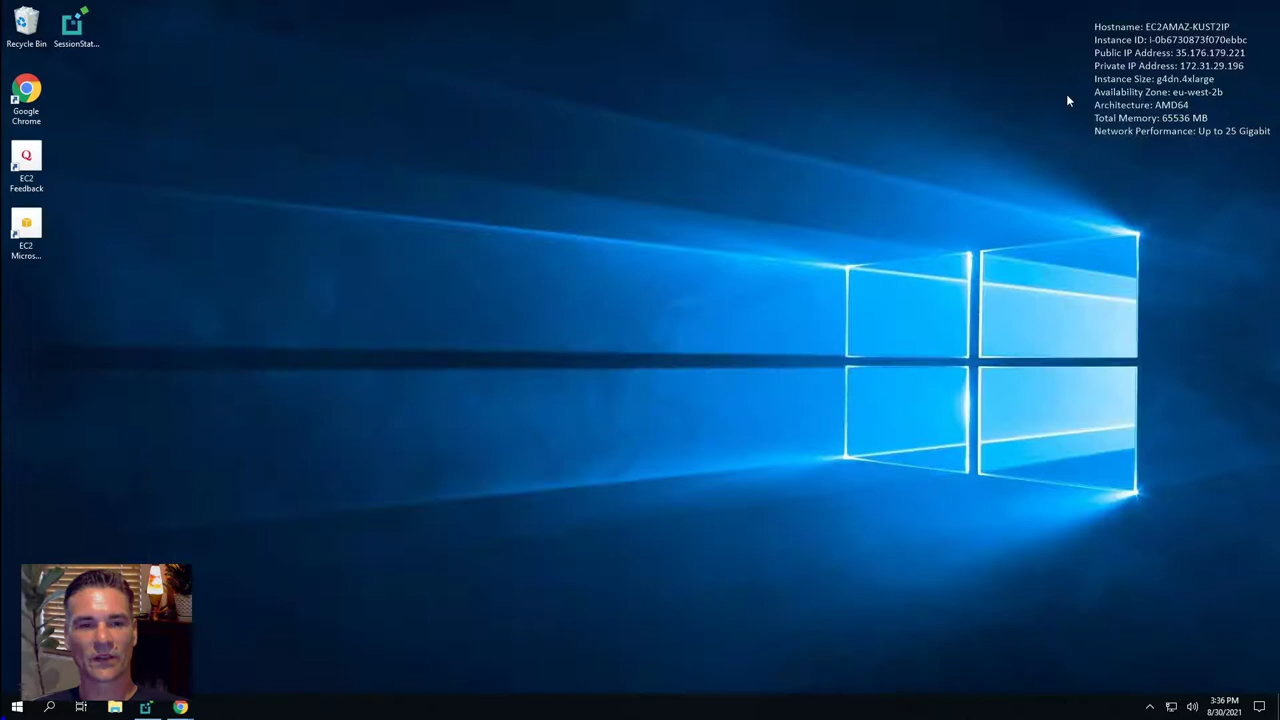 Hostname: EC2AMAZ-KUST2IP
Instance ID: i-0b6730873f070ebbc
Public IP Address: 35.176.179.221
Private IP Address: 172.31.29.196
Instance Size: g4dn.4xlarge
Availability Zone: eu-west-2b
Architecture: AMD64
Total Memory: 65536 MB
Network Performance: Up to 25 Gigabit
Recycle Bin
SessionStat...
Google
Chrome
Q
EC2
Feedback
EC2
Micros...
3:36 PM
8/30/2021